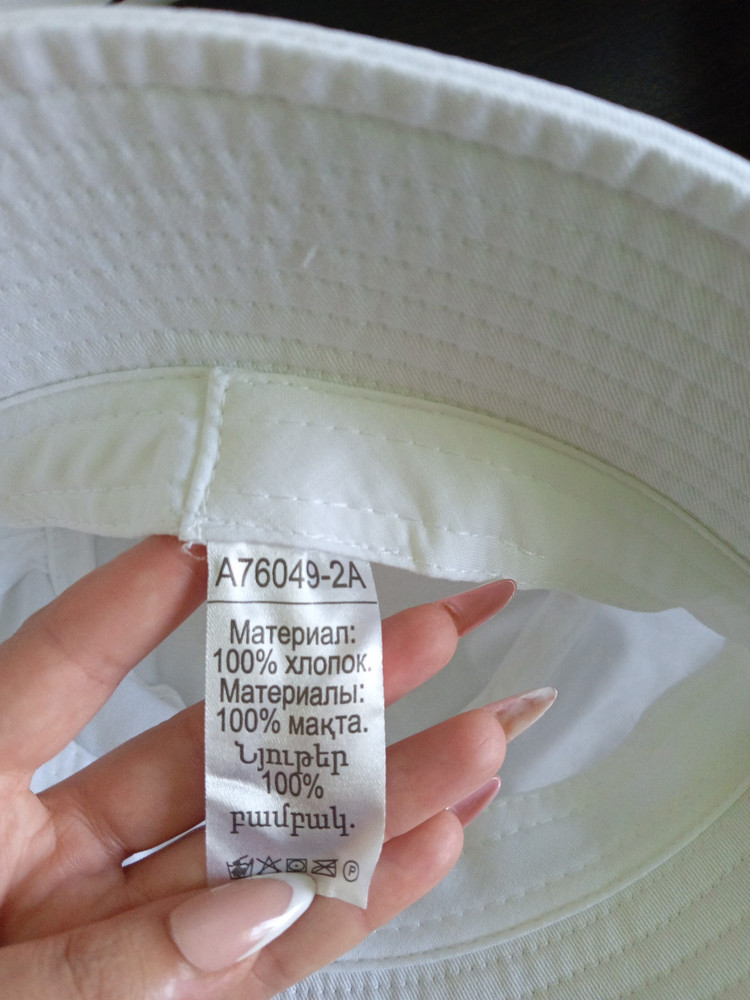 A76049-2A
Материал:
100% хлопок.
Материалы:
100% мақта.
Նյութեր
100%
բամբակ.
P